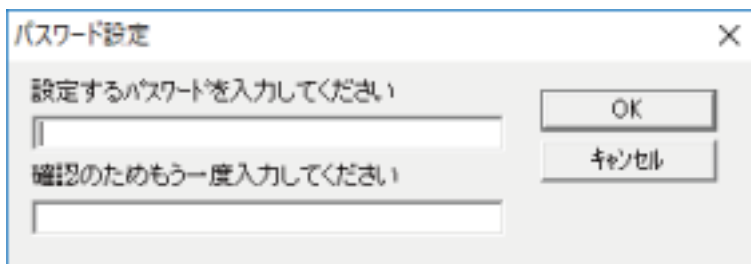 パスワード設定
設定するパスワードを入力してください
OK
確認のためもう一度入力してください
キャンセル